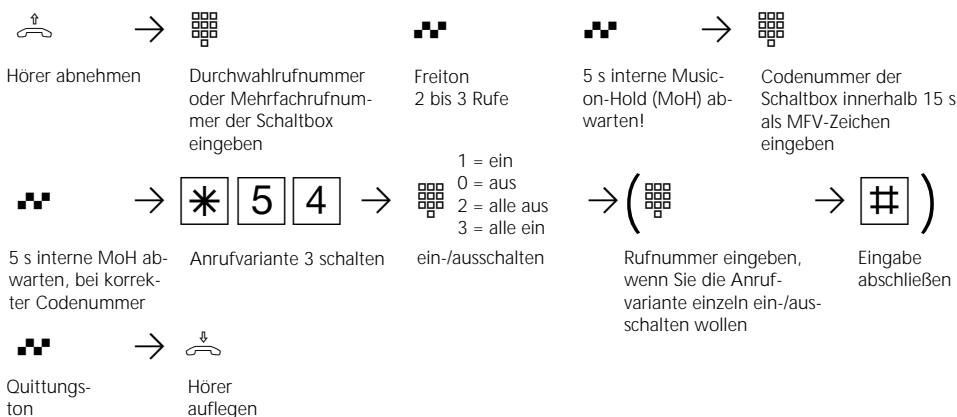 Hörer abnehmen
Durchwahlrufnummer
oder Mehrfachrufnum-
mer der Schaltbox
eingeben
Freiton
2 bis 3 Rufe
5 s interne Music-
on-Hold (MoH) ab-
warten!
Codenummer der
Schaltbox innerhalb 15 s
als MFV-Zeichen
eingeben
* 5 4
1 = ein
0 = aus
2 = alle aus
3 = alle ein
( # )
5 s interne MoH ab-
warten, bei korrek-
ter Codenummer
Anrufvariante 3 schalten
ein-/ausschalten
Rufnummer eingeben,
wenn Sie die Anruf-
variante einzeln ein-/aus-
schalten wollen
Eingabe
abschließen
Quittungs-
ton
Hörer
auflegen